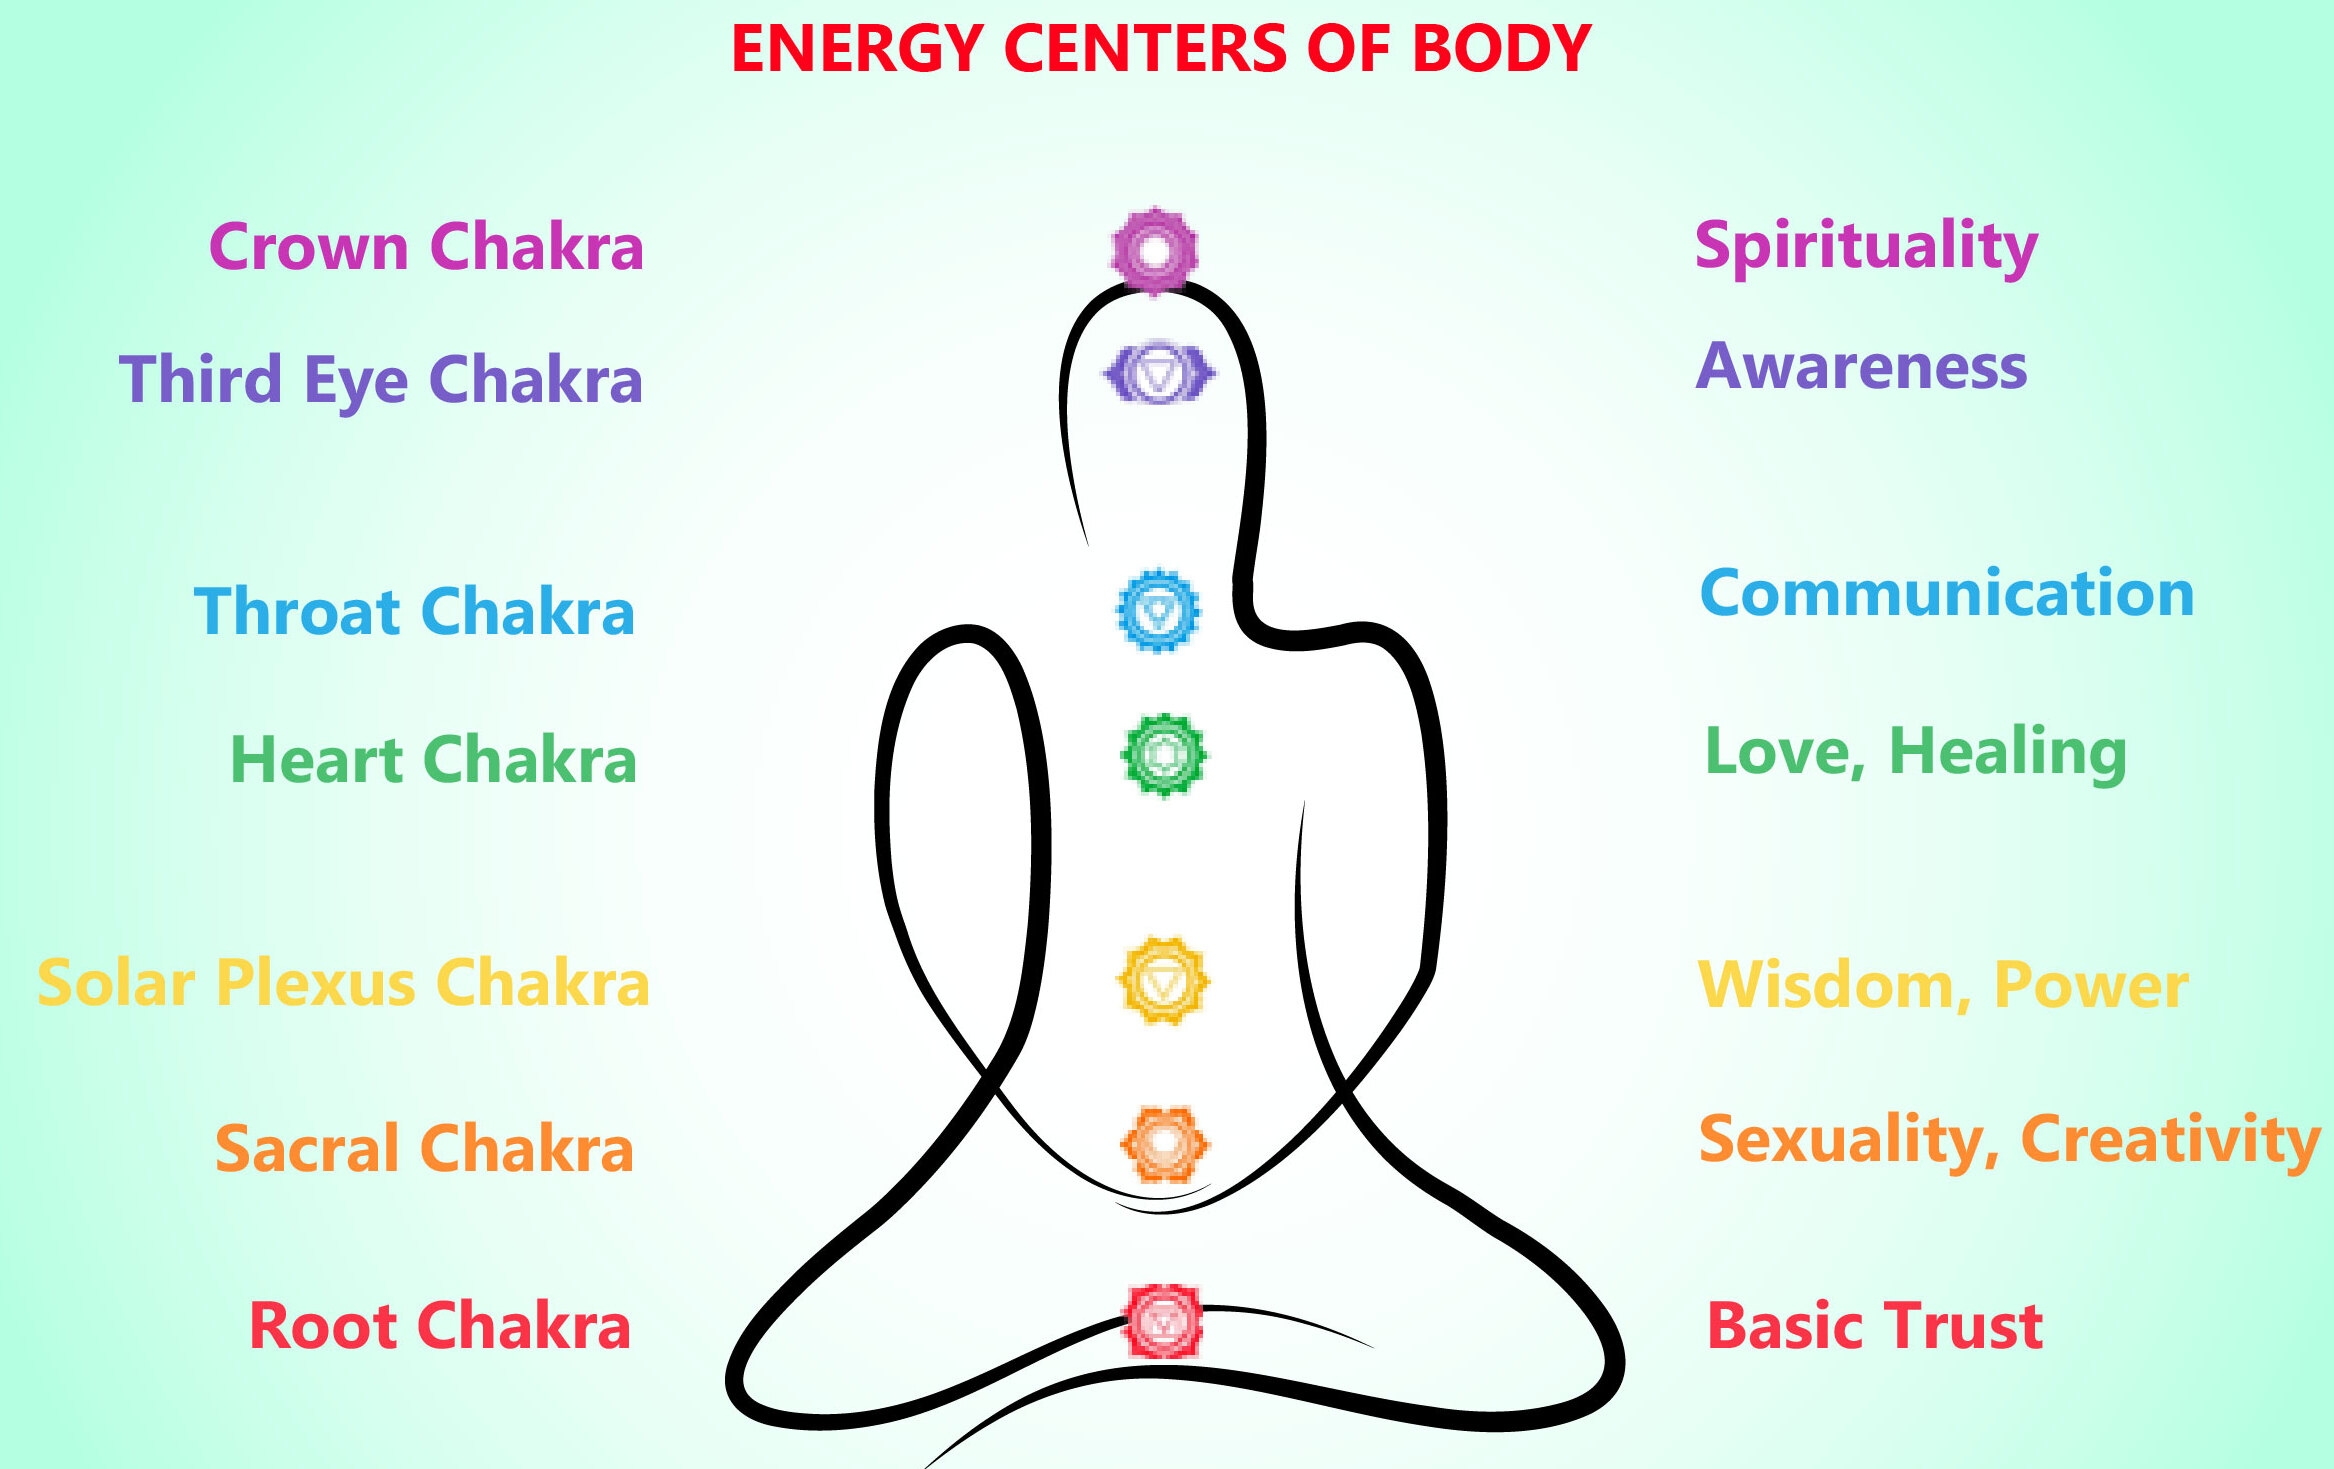 ENERGY CENTERS OF BODY
Crown Chakra
Spirituality
Third Eye Chakra
Awareness
Throat Chakra
Communication
Heart Chakra
Love, Healing
Solar Plexus Chakra
Wisdom, Power
Sacral Chakra
Sexuality, Creativity
Root Chakra
Basic Trust